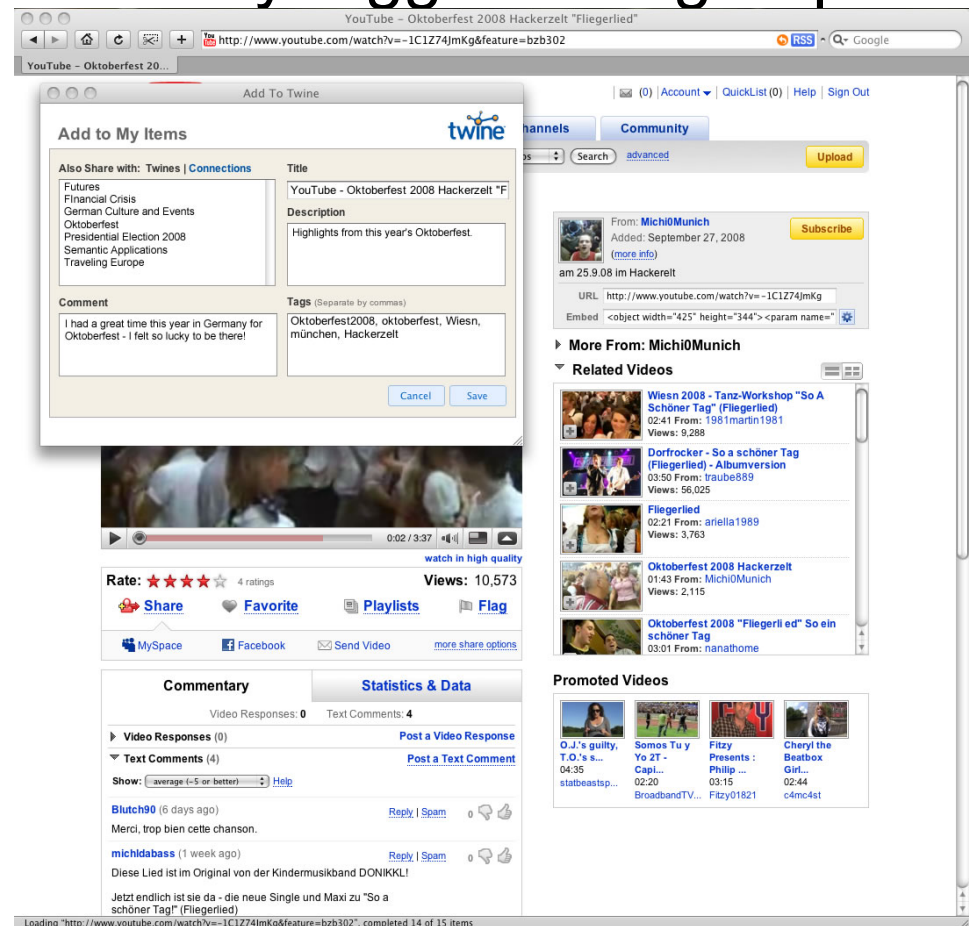 YouTube - Oktoberfest 2008 Hackerzelt "Fliegerlied"
http://www.youtube.com/watch?v=-1C1Z74JmKg&feature=bzb302
RSS
Google
YouTube - Oktoberfest 20...
(0) | Account | QuickList (0) | Help | Sign Out
Community
Search
advanced
Upload
Add To Twine
Add to My Items
twine
Also Share with: Twines | Connections
Futures
FInancial Crisis
German Culture and Events
Oktoberfest
Presidential Election 2008
Semantic Applications
Traveling Europe
Title
YouTube - Oktoberfest 2008 Hackerzelt "F
Description
Highlights from this year's Oktoberfest.
Comment
I had a great time this year in Germany for
Oktoberfest - I felt so lucky to be there!
Tags (Separate by commas)
Oktoberfest2008, oktoberfest, Wiesn,
münchen, Hackerzelt
Cancel
Save
From: Michi0Munich
Added: September 27, 2008
(more info)
Subscribe
am 25.9.08 im Hackerelt
URL http://www.youtube.com/watch?v=-1C1Z74JmKg
Embed <object width="425" height="344"><param name="
More From: Michi0Munich
Related Videos
Wiesn 2008 - Tanz-Workshop "So A
Schöner Tag" (Fliegerlied)
02:41 From: 1981martin1981
Views: 9,288
Dorfrocker - So a schöner Tag
(Fliegerlied) - Albumversion
03:50 From: traube889
Views: 56,025
Fliegerlied
02:21 From: ariella1989
Views: 3,763
Oktoberfest 2008 Hackerzelt
01:43 From: Michi0Munich
Views: 2,115
Oktoberfest 2008 "Fliegerli ed" So ein
schöner Tag
03:01 From: nanathome
0:02 / 3:37
watch in high quality
Rate: 4 ratings
Views: 10,573
Share
Favorite
Playlists
Flag
MySpace
Facebook
Send Video
more share options
Commentary
Statistics & Data
Video Responses: 0 Text Comments: 4
Video Responses (0)
Post a Video Response
Text Comments (4)
Post a Text Comment
Show: average (-5 or better) Help
Blutch90 (6 days ago)
Reply | Spam 0
Merci, trop bien cette chanson.
michldabass (1 week ago)
Reply | Spam 0
Diese Lied ist im Original von der Kindermusikband DONIKKL!
Jetzt endlich ist sie da - die neue Single und Maxi zu "So a
schöner Tag!" (Fliegerlied)
Promoted Videos
O.J.'s guilty,
T.O.'s s...
04:35
statbeastsp...
Somos Tu y
Yo 2T -
Capi...
02:20
BroadbandTV...
Fitzy
Presents :
Philip ...
03:15
Fitzy01821
Cheryl the
Beatbox
Girl...
02:44
c4mc4st
Loading "http://www.youtube.com/watch?v=-1C1Z74JmKg&feature=bzb302", completed 14 of 15 items